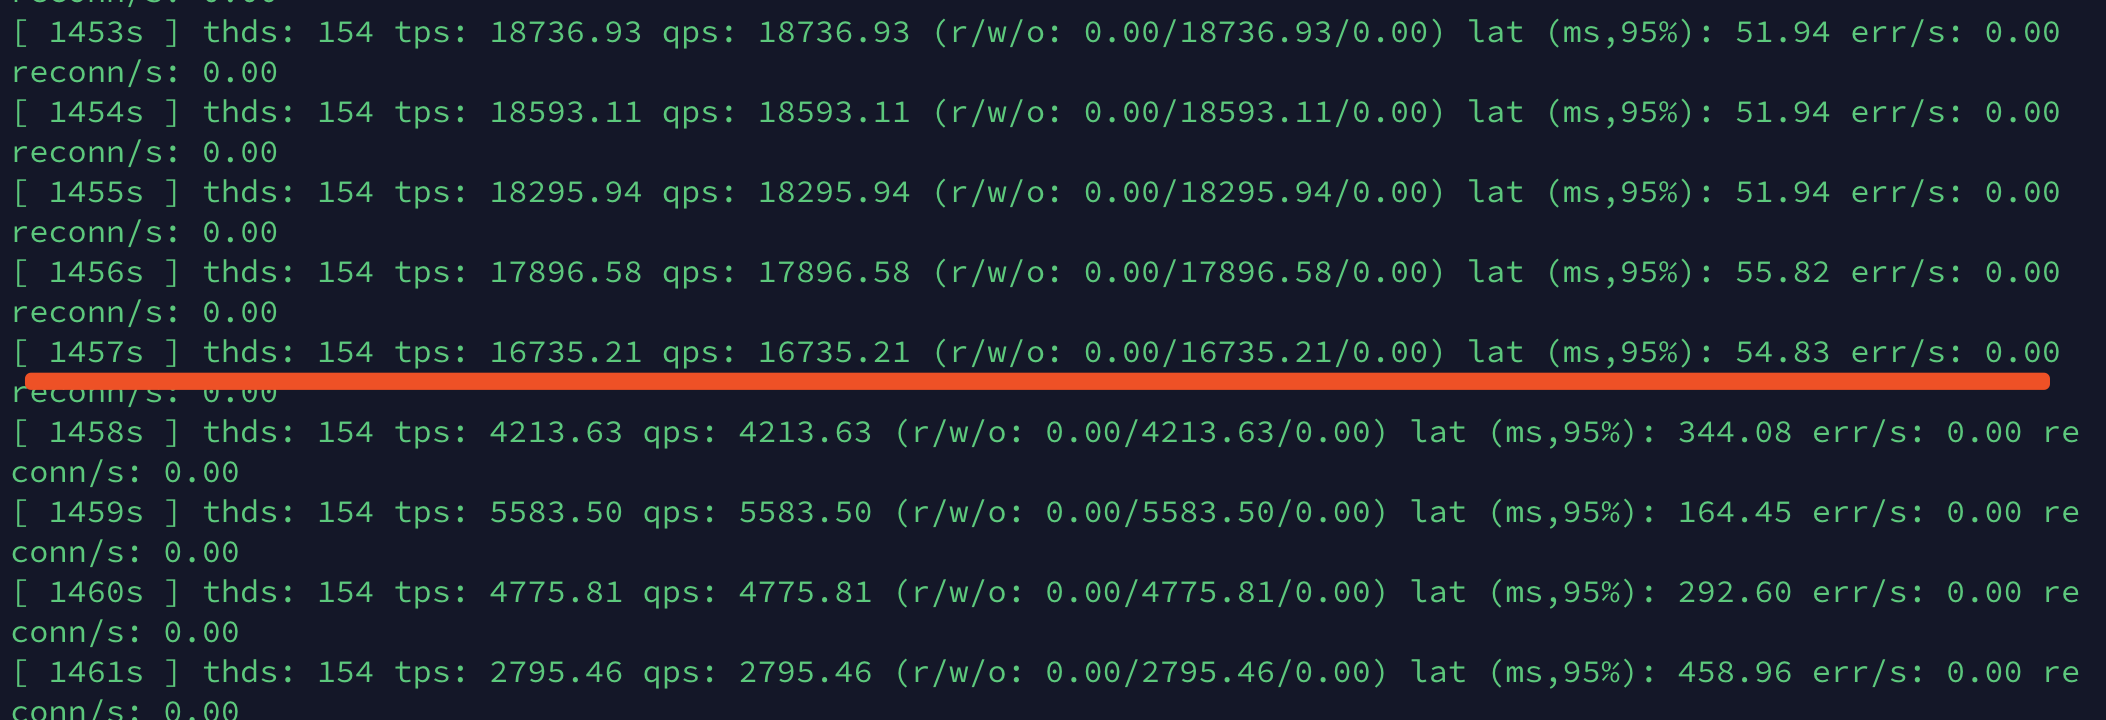 reconn/s: 0.00
[ 1453s ] thds: 154 tps: 18736.93 qps: 18736.93 (r/w/o: 0.00/18736.93/0.00) lat (ms,95%): 51.94 err/s: 0.00
reconn/s: 0.00
[ 1454s ] thds: 154 tps: 18593.11 qps: 18593.11 (r/w/o: 0.00/18593.11/0.00) lat (ms,95%): 51.94 err/s: 0.00
reconn/s: 0.00
[ 1455s ] thds: 154 tps: 18295.94 qps: 18295.94 (r/w/o: 0.00/18295.94/0.00) lat (ms,95%): 51.94 err/s: 0.00
reconn/s: 0.00
[ 1456s ] thds: 154 tps: 17896.58 qps: 17896.58 (r/w/o: 0.00/17896.58/0.00) lat (ms,95%): 55.82 err/s: 0.00
reconn/s: 0.00
[ 1457s ] thds: 154 tps: 16735.21 qps: 16735.21 (r/w/o: 0.00/16735.21/0.00) lat (ms,95%): 54.83 err/s: 0.00
reconn/s: 0.00
[ 1458s ] thds: 154 tps: 4213.63 qps: 4213.63 (r/w/o: 0.00/4213.63/0.00) lat (ms,95%): 344.08 err/s: 0.00 re
conn/s: 0.00
[ 1459s ] thds: 154 tps: 5583.50 qps: 5583.50 (r/w/o: 0.00/5583.50/0.00) lat (ms,95%): 164.45 err/s: 0.00 re
conn/s: 0.00
[ 1460s ] thds: 154 tps: 4775.81 qps: 4775.81 (r/w/o: 0.00/4775.81/0.00) lat (ms,95%): 292.60 err/s: 0.00 re
conn/s: 0.00
[ 1461s ] thds: 154 tps: 2795.46 qps: 2795.46 (r/w/o: 0.00/2795.46/0.00) lat (ms,95%): 458.96 err/s: 0.00 re
conn/s: 0.00